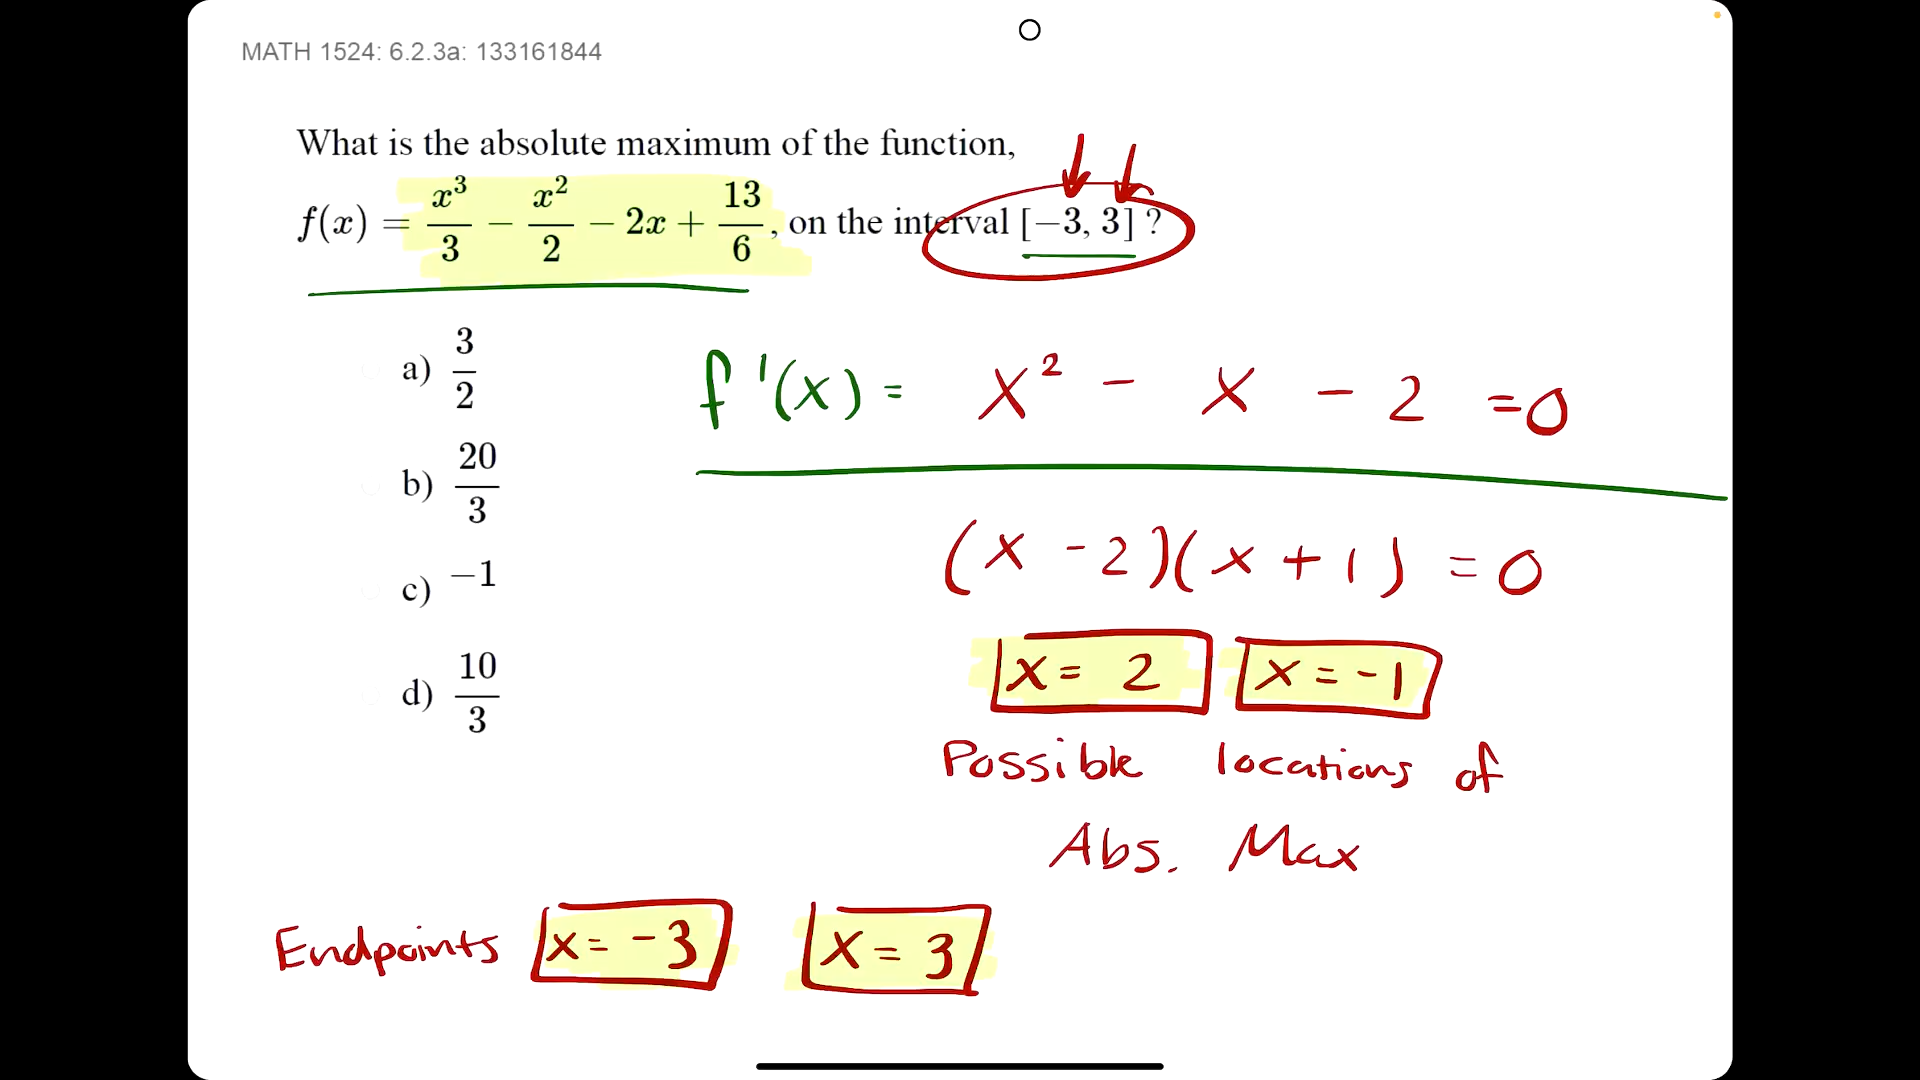 MATH 1524: 6.2.3a: 133161844
What is the absolute maximum of the function,
f(x) = x³/3 − x²/2 − 2x + 13/6, on the interval [−3, 3] ?
a) 3/2
b) 20/3
c) −1
d) 10/3
f'(x) = x² - x - 2 =0
(x -2)(x +1) = 0
x = 2 x = -1
Possible locations of
Abs. Max
Endpoints x = -3 x = 3